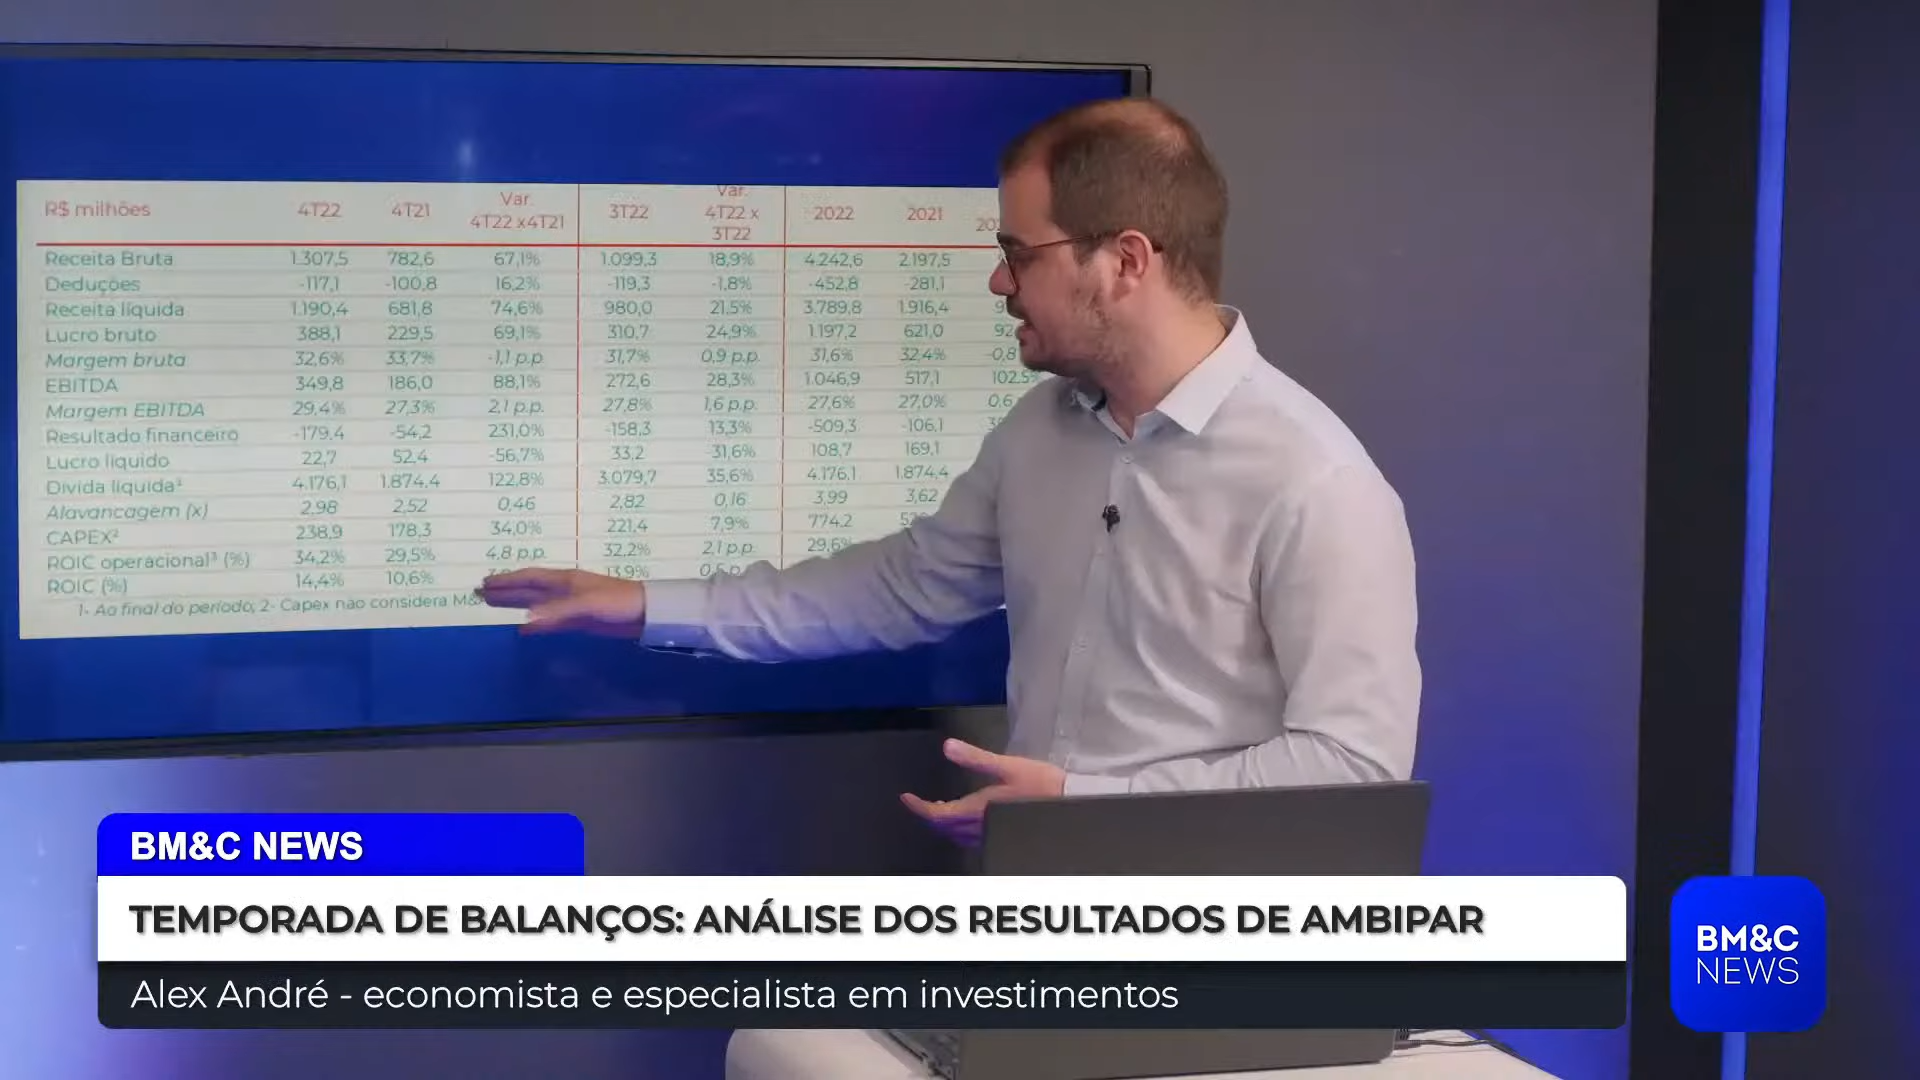 R$ milhões 4T22 4T21 Var. 4T22 x4T21 3T22 Var. 4T22 x 3T22 2022 2021
Receita Bruta 1.307,5 782,6 67,1% 1.099,3 18,9% 4.242,6 2.197,5
Deduções -117,1 -100,8 16,2% -119,3 -1,8% -452,8 -281,1
Receita líquida 1.190,4 681,8 74,6% 980,0 21,5% 3.789,8 1.916,4
Lucro bruto 388,1 229,5 69,1% 310,7 24,9% 1.197,2 621,0
Margem bruta 32,6% 33,7% -1,1 p.p. 31,7% 0,9 p.p. 31,6% 32,4% -0,8
EBITDA 349,8 186,0 88,1% 272,6 28,3% 1.046,9 517,1 102,5%
Margem EBITDA 29,4% 27,3% 2,1 p.p. 27,8% 1,6 p.p. 27,6% 27,0% 0,6
Resultado financeiro -179,4 -54,2 231,0% -158,3 13,3% -509,3 -106,1
Lucro líquido 22,7 52,4 -56,7% 33,2 -31,6% 108,7 169,1
Dívida líquida¹ 4.176,1 1.874,4 122,8% 3.079,7 35,6% 4.176,1 1.874,4
Alavancagem (x) 2,98 2,52 0,46 2,82 0,16 3,99 3,62
CAPEX² 238,9 178,3 34,0% 221,4 7,9% 774,2
ROIC operacional³ (%) 34,2% 29,5% 4,8 p.p. 32,2% 2,1 p.p. 29,6%
ROIC (%) 14,4% 10,6% 13,9%
1- Ao final do período; 2- Capex não considera M&
BM&C NEWS
TEMPORADA DE BALANÇOS: ANÁLISE DOS RESULTADOS DE AMBIPAR
Alex André - economista e especialista em investimentos
BM&C
NEWS